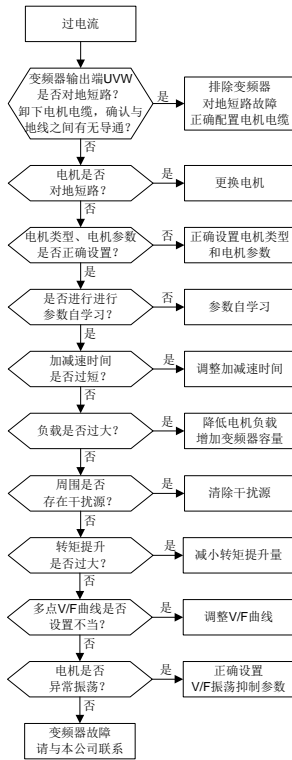 过电流
变频器输出端UVW
是否对地短路？
卸下电机电缆，确认与
地线之间有无导通？
是
排除变频器
对地短路故障
正确配置电机电缆
否
电机是否
对地短路？
是
更换电机
否
电机类型、电机参数
是否正确设置？
否
正确设置电机类型
和电机参数
是
是否进行进行
参数自学习？
否
参数自学习
是
加减速时间
是否过短？
是
调整加减速时间
否
负载是否过大？
是
降低电机负载
增加变频器容量
否
周围是否
存在干扰源？
是
清除干扰源
否
转矩提升
是否过大？
是
减小转矩提升量
否
多点V/F曲线是否
设置不当？
是
调整V/F曲线
否
电机是否
异常振荡？
是
正确设置
V/F振荡抑制参数
否
变频器故障
请与本公司联系